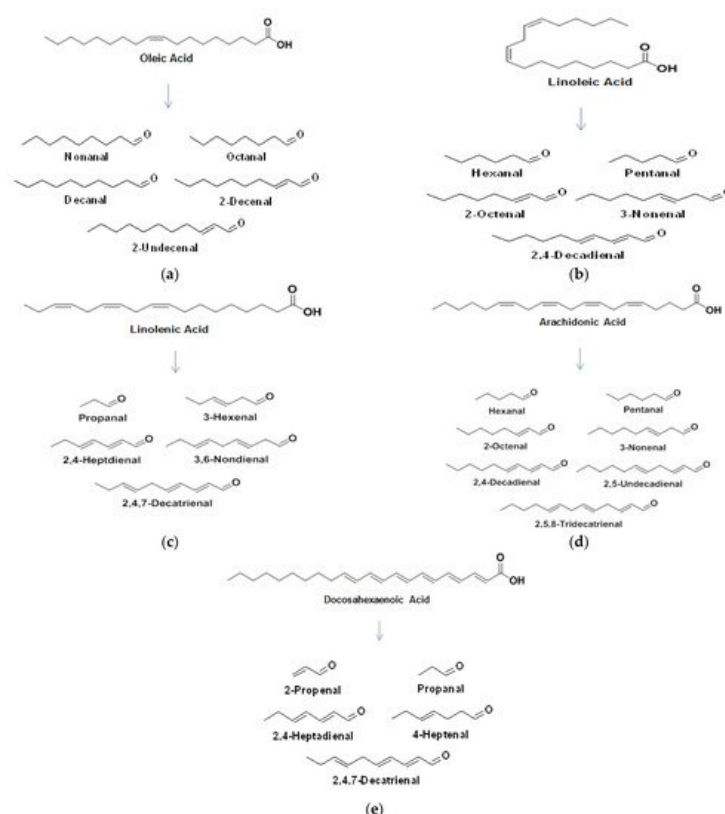 O
OH
Oleic Acid
O
Nonanal
O
Octanal
O
Decanal
O
2-Decenal
O
2-Undecenal
(a)
O
OH
Linoleic Acid
O
Hexanal
O
Pentanal
O
2-Octenal
O
3-Nonenal
O
2,4-Decadienal
(b)
O
OH
Linolenic Acid
O
Propanal
O
3-Hexenal
O
2,4-Heptdienal
O
3,6-Nondienal
O
2,4,7-Decatrienal
(c)
O
OH
Arachidonic Acid
O
Hexanal
O
Pentanal
O
2-Octenal
O
3-Nonenal
O
2,4-Decadienal
O
2,5-Undecadienal
O
2,5,8-Tridecatrienal
(d)
O
OH
Docosahexaenoic Acid
O
2-Propenal
O
Propanal
O
2,4-Heptadienal
O
4-Heptenal
O
2,4,7-Decatrienal
(e)